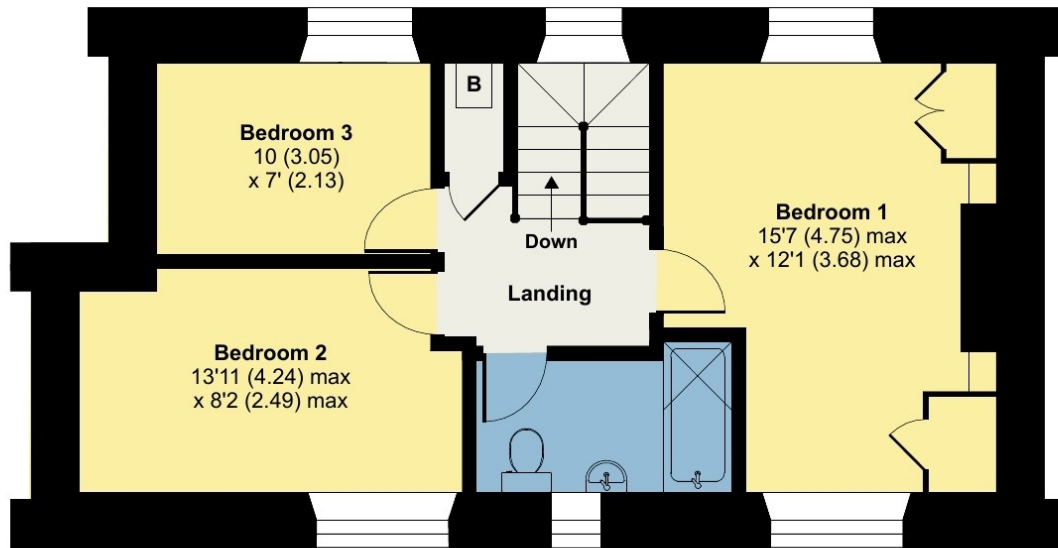 B
Bedroom 3
10 (3.05)
x 7' (2.13)
Bedroom 1
15'7 (4.75) max
x 12'1 (3.68) max
Down
Landing
Bedroom 2
13'11 (4.24) max
x 8'2 (2.49) max